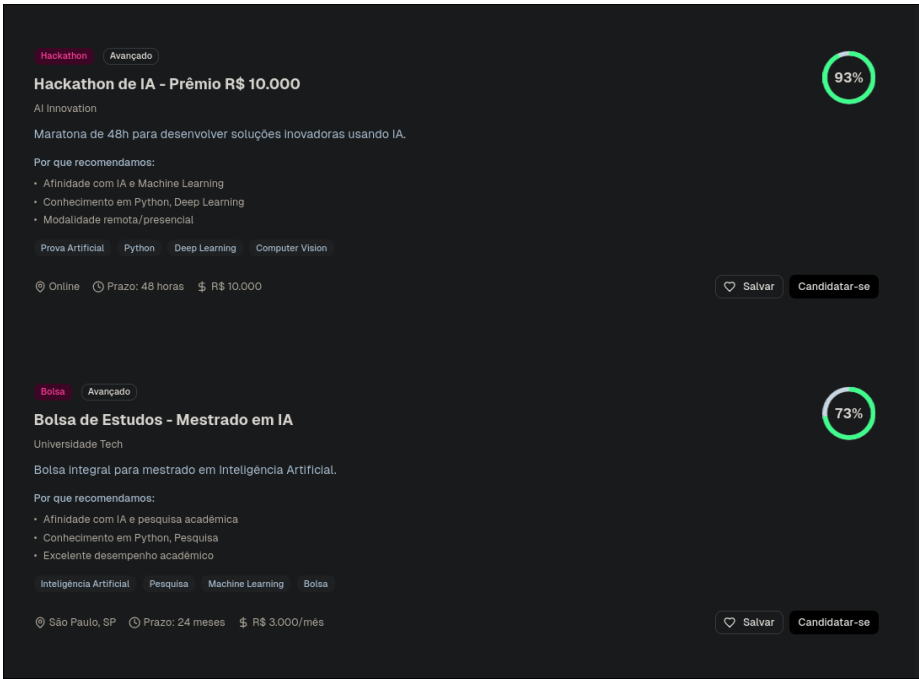 Hackathon Avançado
Hackathon de IA - Prêmio R$ 10.000
93%
AI Innovation
Maratona de 48h para desenvolver soluções inovadoras usando IA.
Por que recomendamos:
• Afinidade com IA e Machine Learning
• Conhecimento em Python, Deep Learning
• Modalidade remota/presencial
Prova Artificial Python Deep Learning Computer Vision
Online Prazo: 48 horas R$ 10.000 Salvar Candidatar-se
Bolsa Avançado
Bolsa de Estudos - Mestrado em IA
73%
Universidade Tech
Bolsa integral para mestrado em Inteligência Artificial.
Por que recomendamos:
• Afinidade com IA e pesquisa acadêmica
• Conhecimento em Python, Pesquisa
• Excelente desempenho acadêmico
Inteligência Artificial Pesquisa Machine Learning Bolsa
São Paulo, SP Prazo: 24 meses R$ 3.000/mês Salvar Candidatar-se